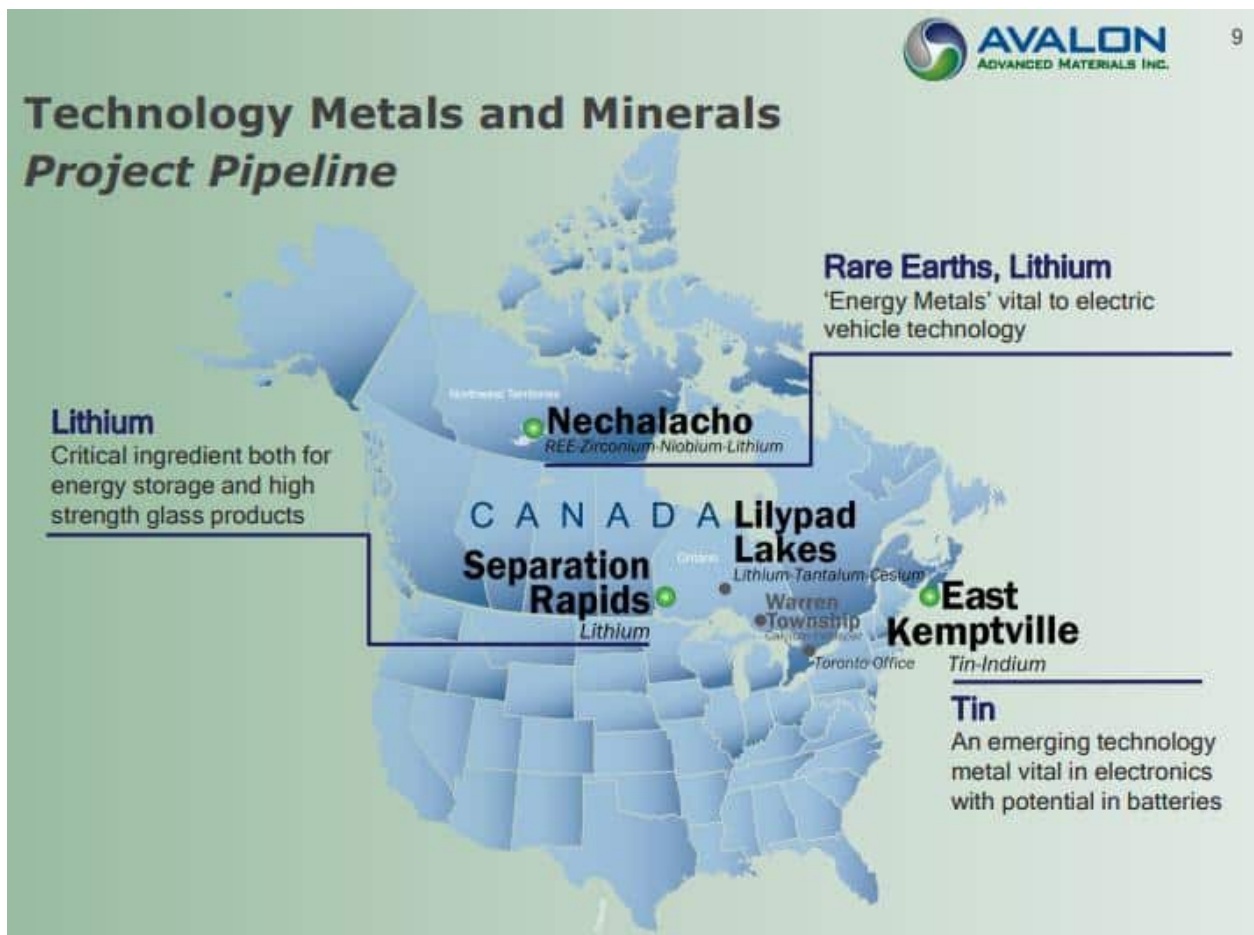 AVALON
ADVANCED MATERIALS INC.
9
Technology Metals and Minerals
Project Pipeline
Rare Earths, Lithium
‘Energy Metals’ vital to electric
vehicle technology
Northwest Territories
Nechalacho
REE-Zirconium-Niobium-Lithium
Lithium
Critical ingredient both for
energy storage and high
strength glass products
CANADA
Lilypad
Lakes
Lithium-Tantalum-Cesium
Ontario
Separation
Rapids
Lithium
Warren
Township
Toronto Office
East
Kemptville
Tin-Indium
Tin
An emerging technology
metal vital in electronics
with potential in batteries